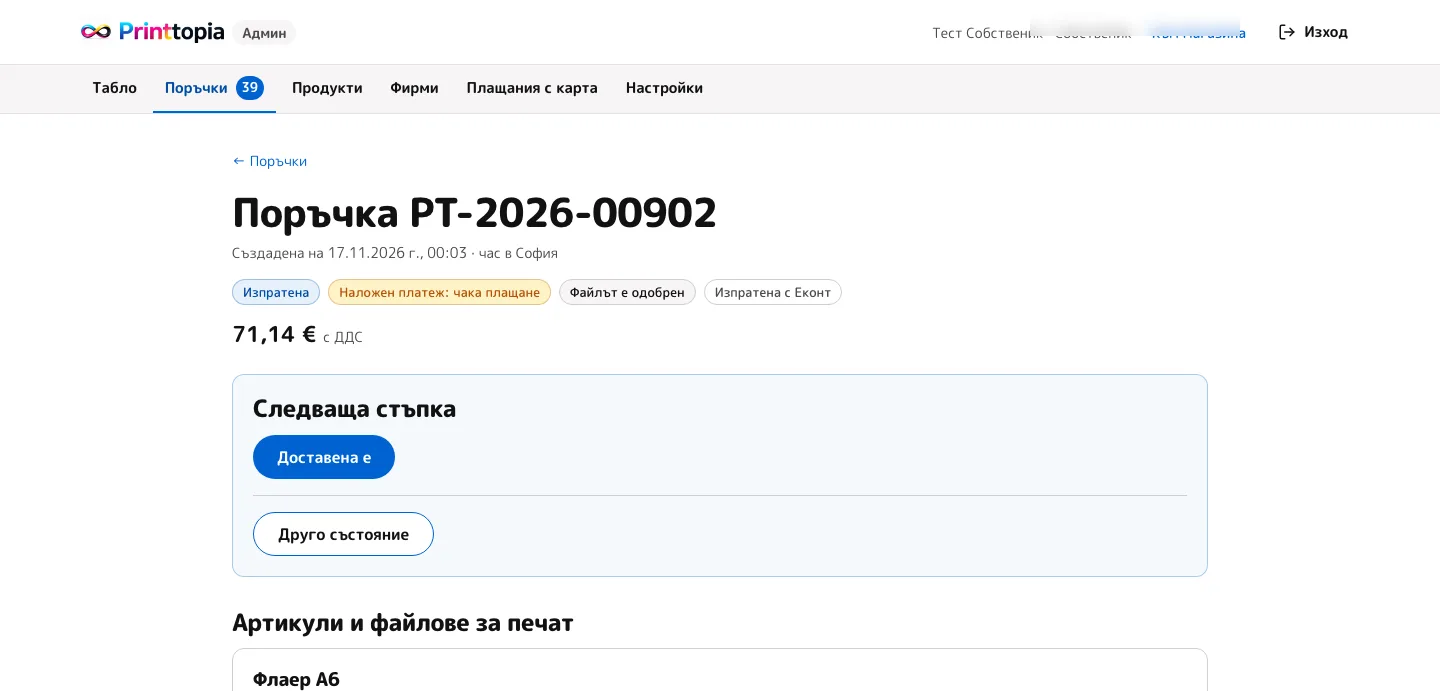 Printtopia Админ
Тест Собственик
Изход
Табло Поръчки 39 Продукти Фирми Плащания с карта Настройки
← Поръчки
Поръчка PT-2026-00902
Създадена на 17.11.2026 г., 00:03 · час в София
Изпратена Наложен платеж: чака плащане Файлът е одобрен Изпратена с Еконт
71,14 € с ДДС
Следваща стъпка
Доставена е
Друго състояние
Артикули и файлове за печат
Флаер А6